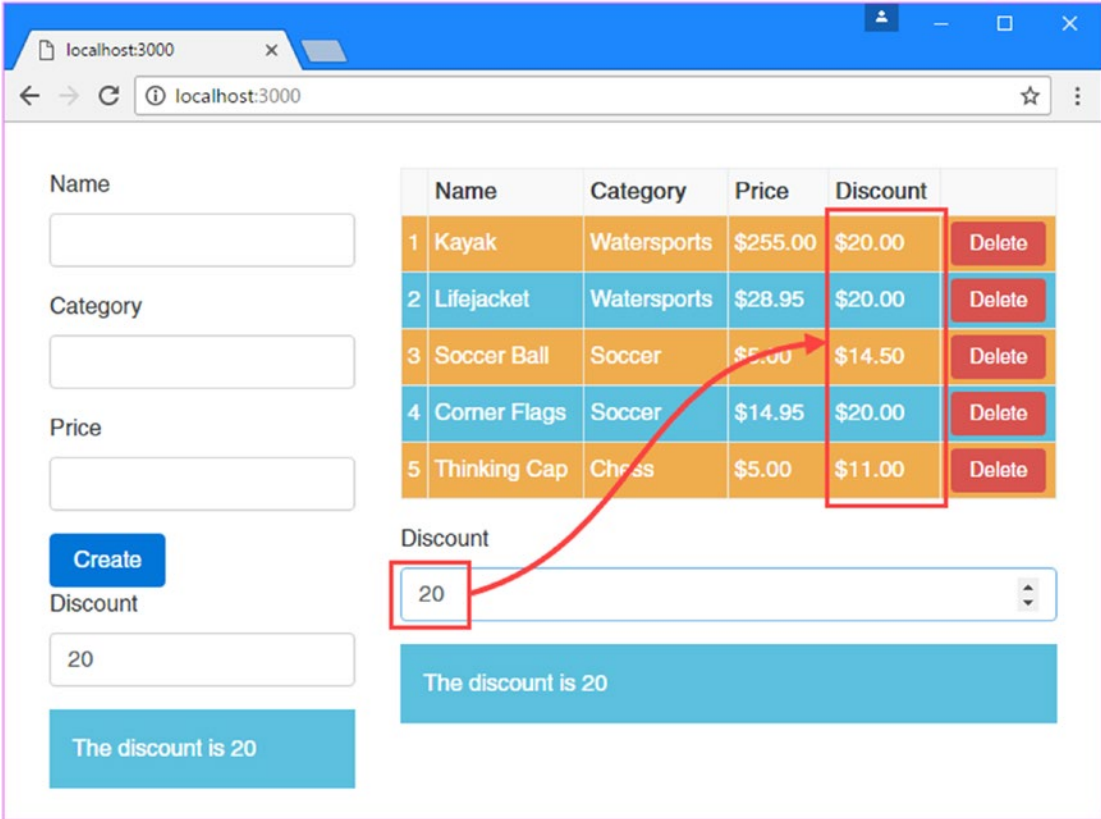 localhost:3000
localhost:3000
Name
Category
Price
Create
Discount
20
The discount is 20
Name Category Price Discount
1 Kayak Watersports $255.00 $20.00 Delete
2 Lifejacket Watersports $28.95 $20.00 Delete
3 Soccer Ball Soccer $5.00 $14.50 Delete
4 Corner Flags Soccer $14.95 $20.00 Delete
5 Thinking Cap Chess $5.00 $11.00 Delete
Discount
20
The discount is 20